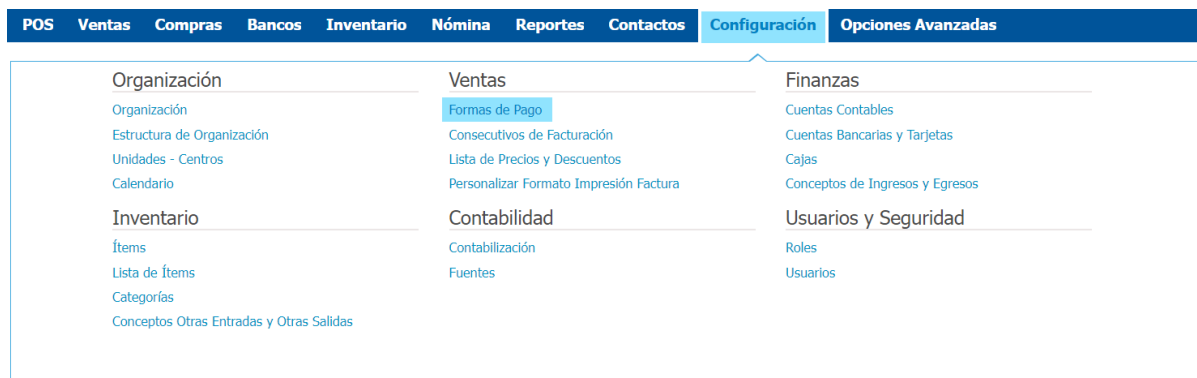 POS Ventas Compras Bancos Inventario Nómina Reportes Contactos Configuración Opciones Avanzadas
Organización
Organización
Estructura de Organización
Unidades - Centros
Calendario
Ventas
Formas de Pago
Consecutivos de Facturación
Lista de Precios y Descuentos
Personalizar Formato Impresión Factura
Finanzas
Cuentas Contables
Cuentas Bancarias y Tarjetas
Cajas
Conceptos de Ingresos y Egresos
Inventario
Ítems
Lista de Ítems
Categorías
Conceptos Otras Entradas y Otras Salidas
Contabilidad
Contabilización
Fuentes
Usuarios y Seguridad
Roles
Usuarios